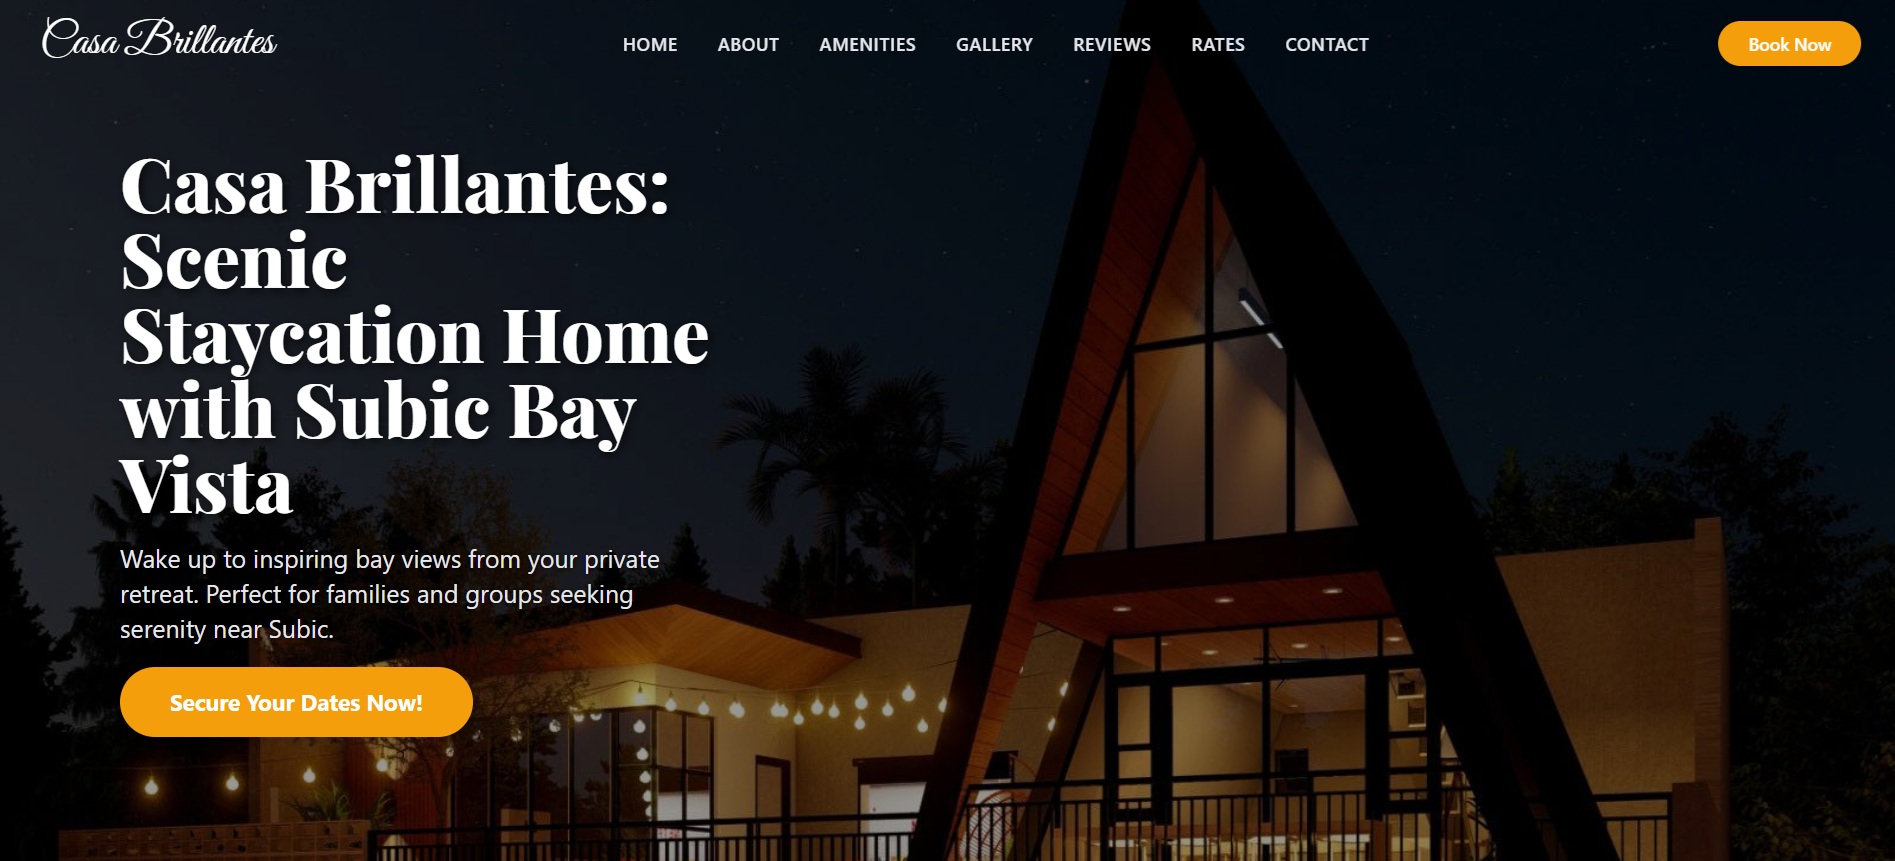 Casa Brillantes
HOME ABOUT AMENITIES GALLERY REVIEWS RATES CONTACT
Book Now
Casa Brillantes:
Scenic
Staycation Home
with Subic Bay
Vista
Wake up to inspiring bay views from your private
retreat. Perfect for families and groups seeking
serenity near Subic.
Secure Your Dates Now!